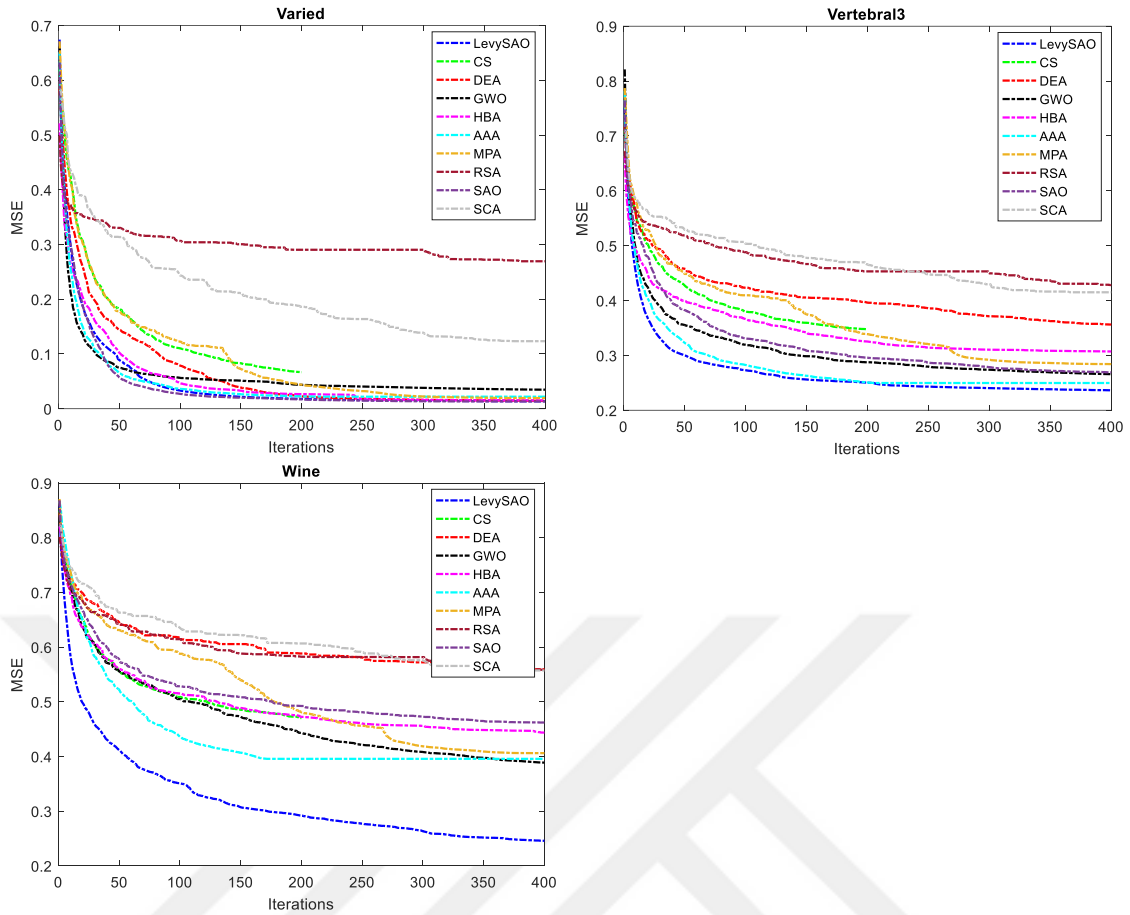 Varied
0.7
0.6
0.5
0.4
0.3
0.2
0.1
0
MSE
0 50 100 150 200 250 300 350 400
Iterations
LevySAO
CS
DEA
GWO
HBA
AAA
MPA
RSA
SAO
SCA
Vertebral3
0.9
0.8
0.7
0.6
0.5
0.4
0.3
0.2
MSE
0 50 100 150 200 250 300 350 400
Iterations
LevySAO
CS
DEA
GWO
HBA
AAA
MPA
RSA
SAO
SCA
Wine
0.9
0.8
0.7
0.6
0.5
0.4
0.3
0.2
MSE
0 50 100 150 200 250 300 350 400
Iterations
LevySAO
CS
DEA
GWO
HBA
AAA
MPA
RSA
SAO
SCA